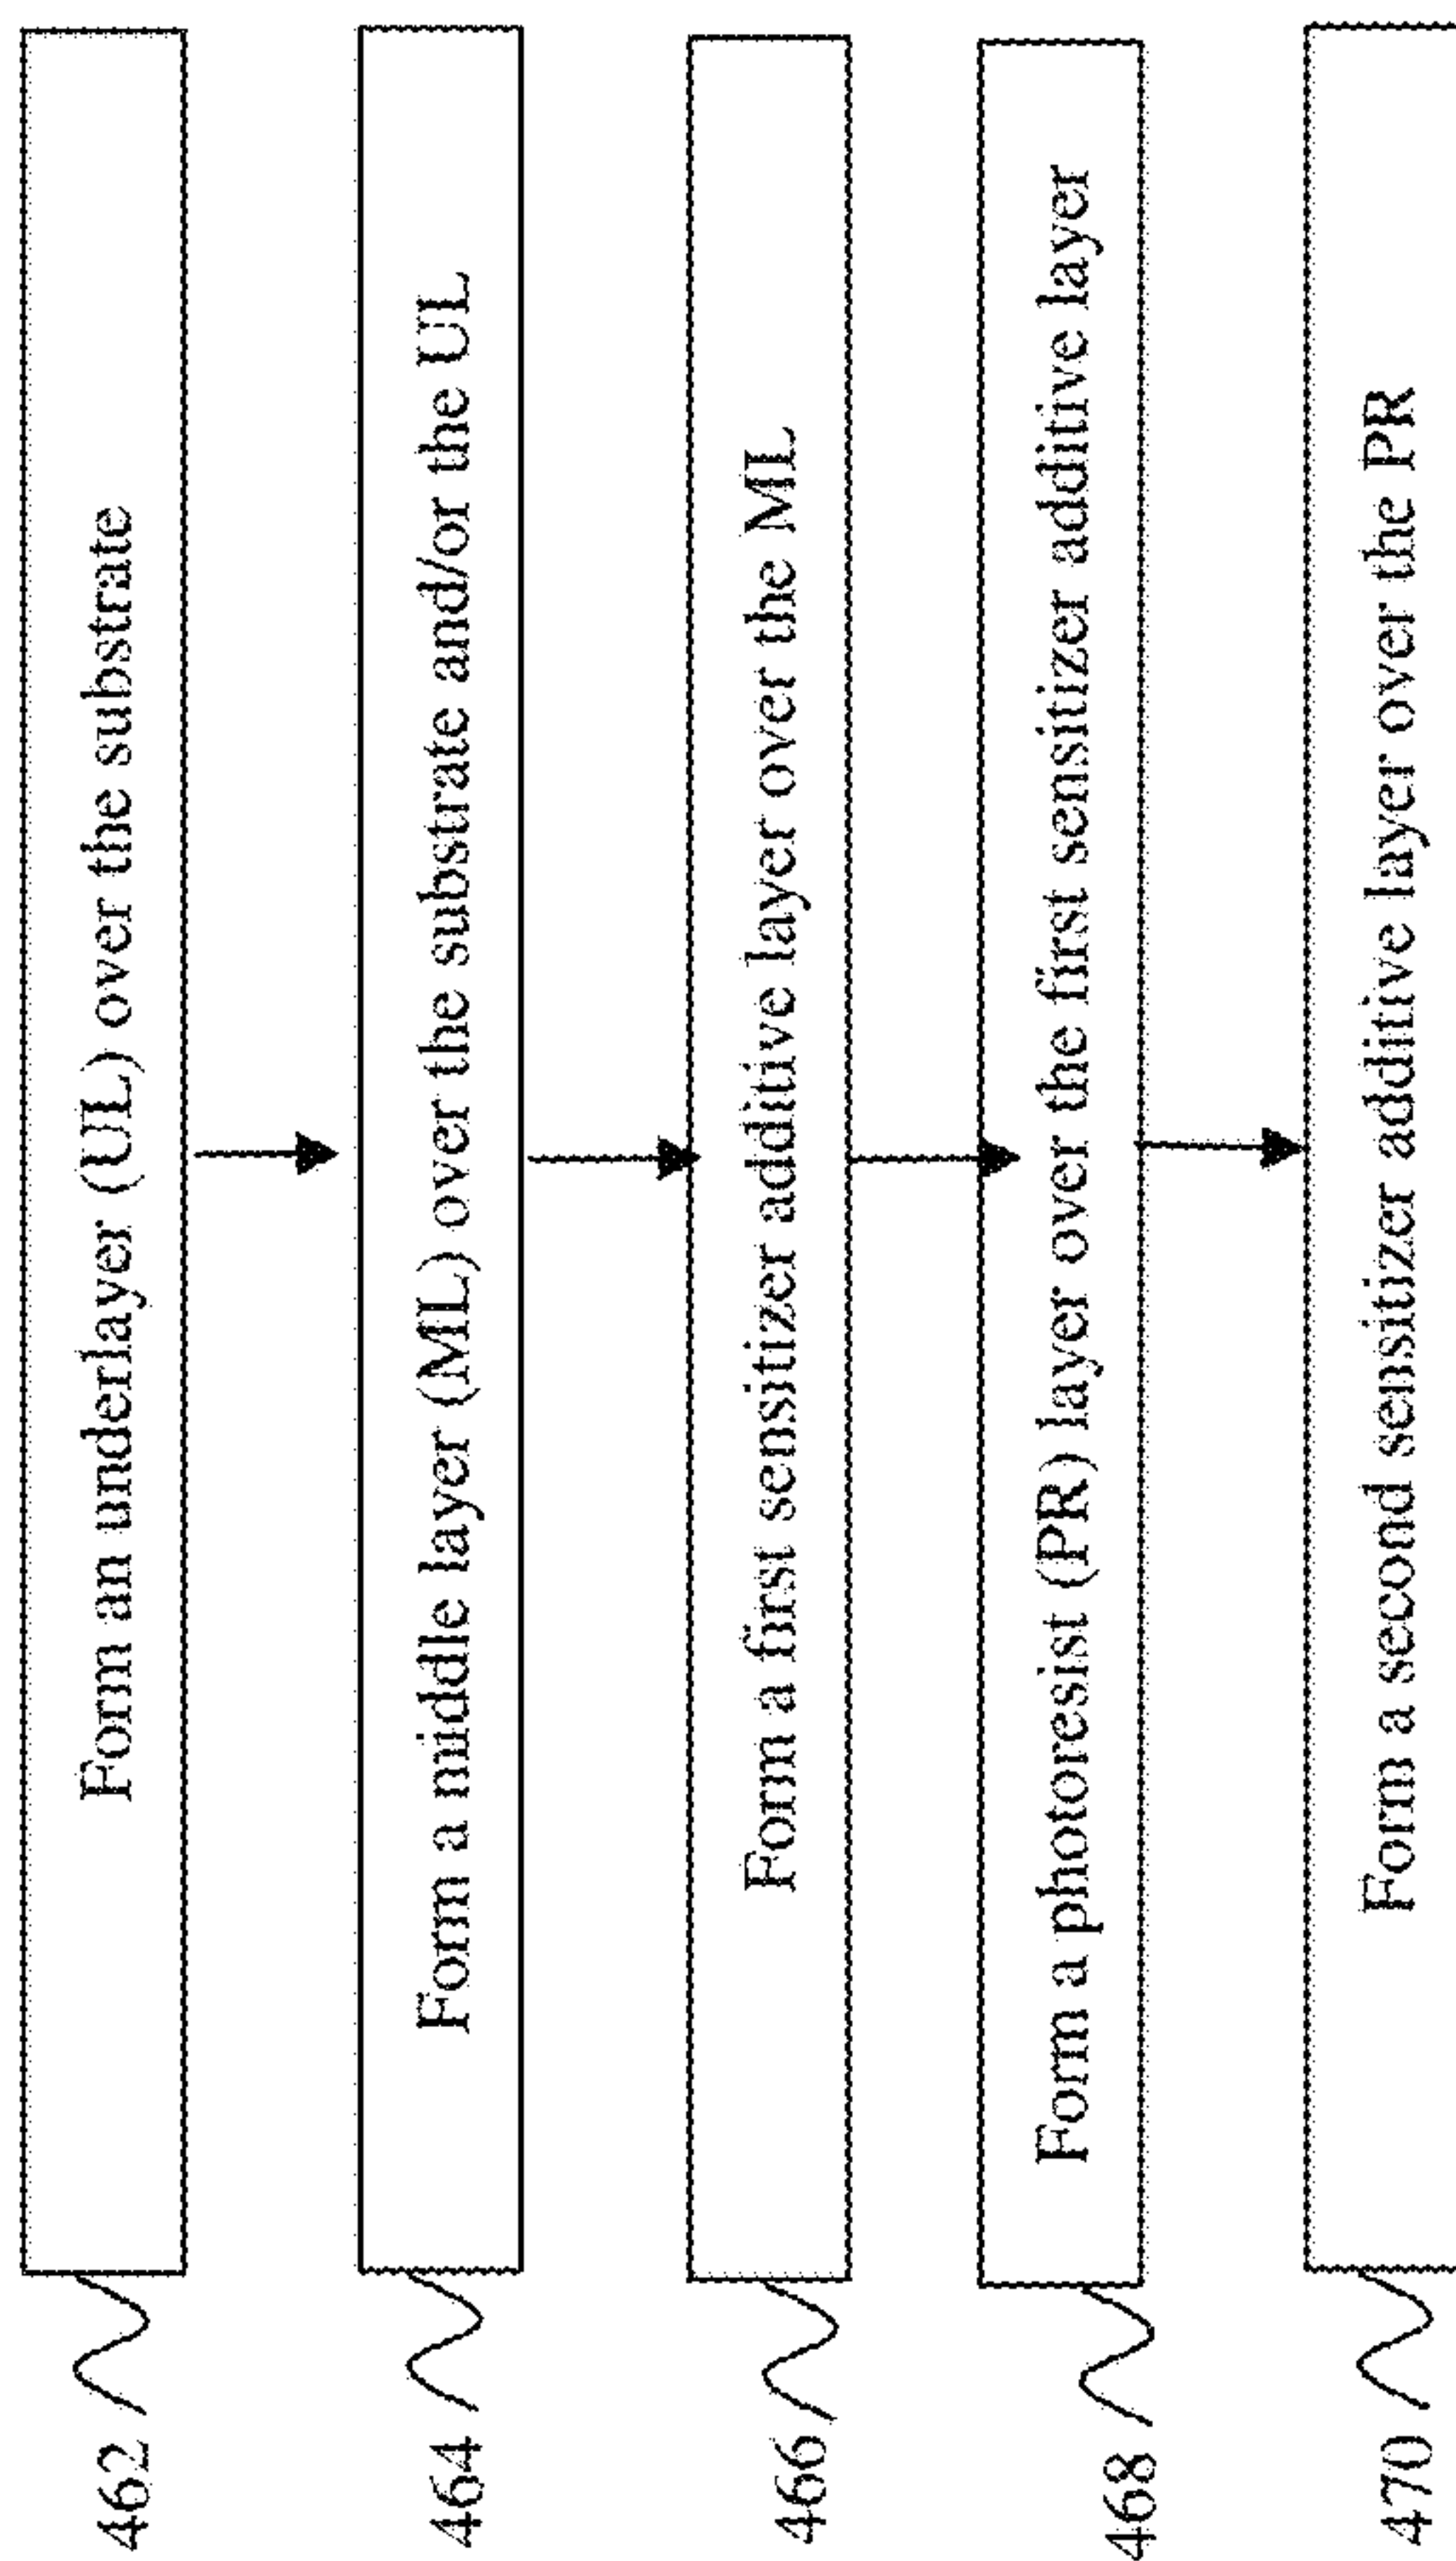 462 Form an underlayer (UL) over the substrate
464 Form a middle layer (ML) over the substrate and/or the UL
466 Form a first sensitizer additive layer over the ML
468 Form a photoresist (PR) layer over the first sensitizer additive layer
470 Form a second sensitizer additive layer over the PR